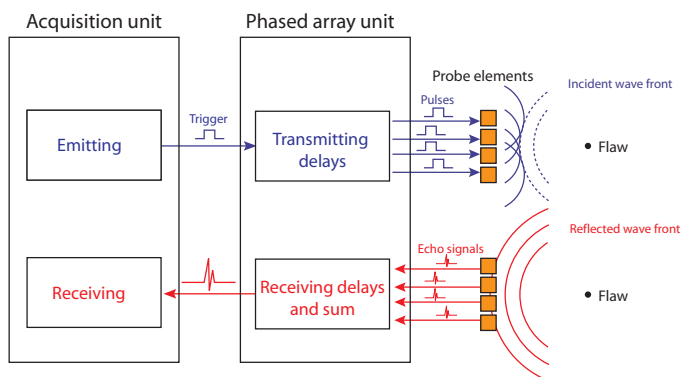 Acquisition unit
Phased array unit
Probe elements
Incident wave front
Trigger
Pulses
Emitting
Transmitting
delays
Flaw
Reflected wave front
Echo signals
Receiving
Receiving delays
and sum
Flaw